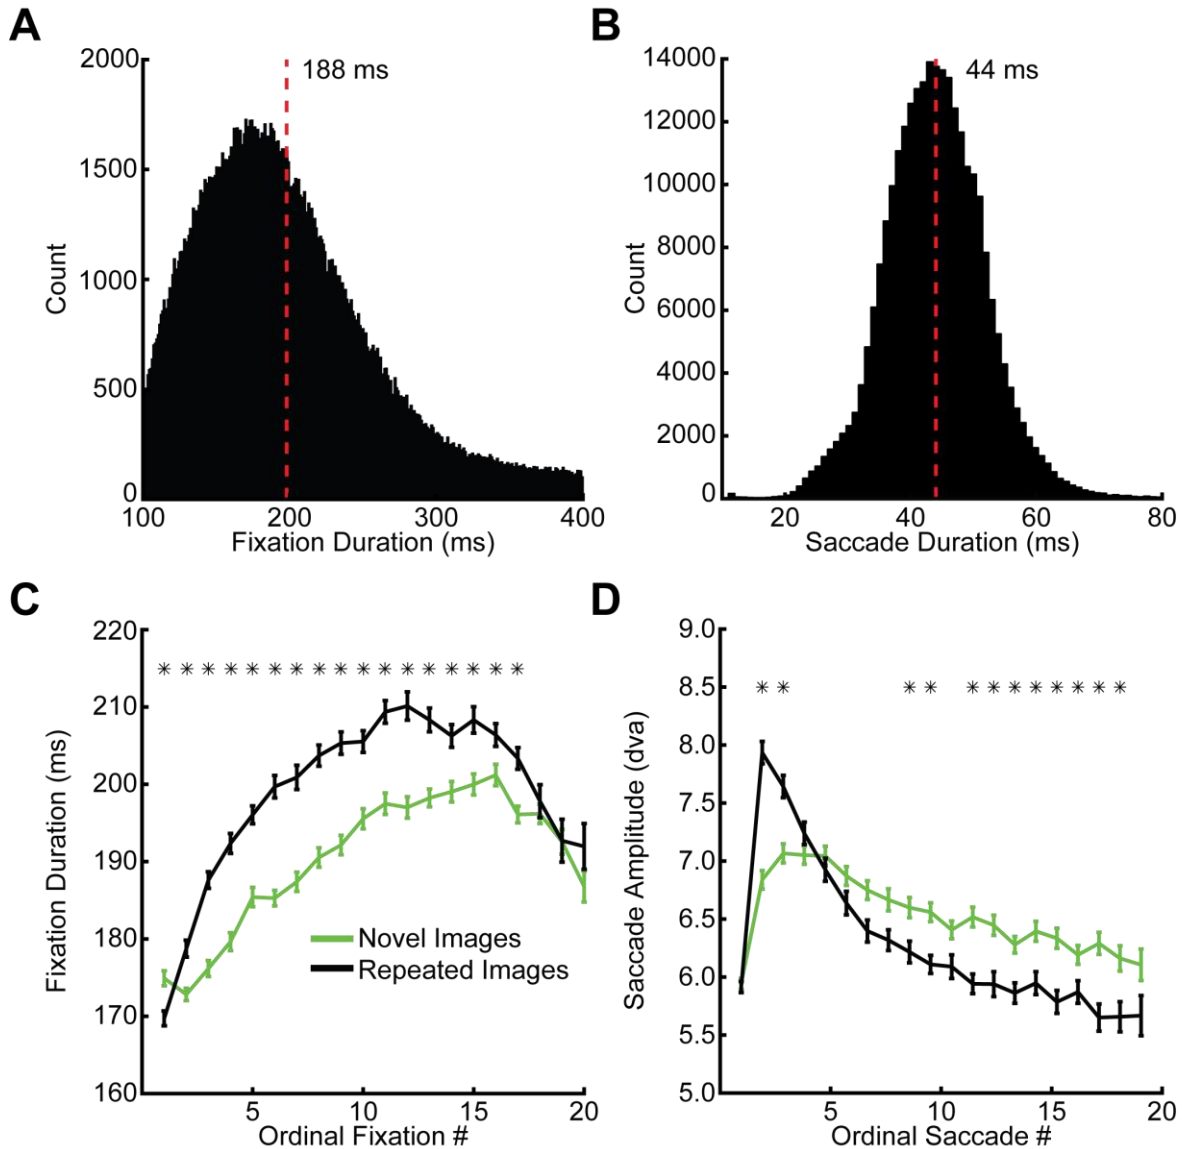 A
2000
1500
1000
500
0
Count
188 ms
100
200
300
400
Fixation Duration (ms)
B
14000
12000
10000
8000
6000
4000
2000
0
Count
44 ms
20
40
60
80
Saccade Duration (ms)
C
220
210
200
190
180
170
160
Fixation Duration (ms)
* * * * * * * * * * * * * * * * *
Novel Images
Repeated Images
5
10
15
20
Ordinal Fixation #
D
9.0
8.5
8.0
7.5
7.0
6.5
6.0
5.5
5.0
Saccade Amplitude (dva)
* * * * * * * * * * * *
5
10
15
20
Ordinal Saccade #